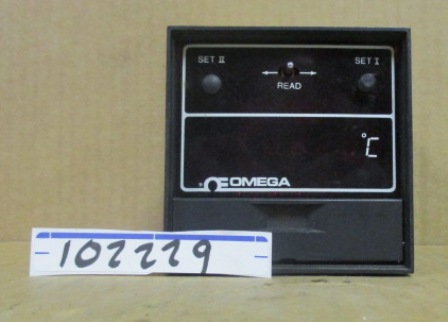 SET II
SET I
READ
°C
OMEGA
102229